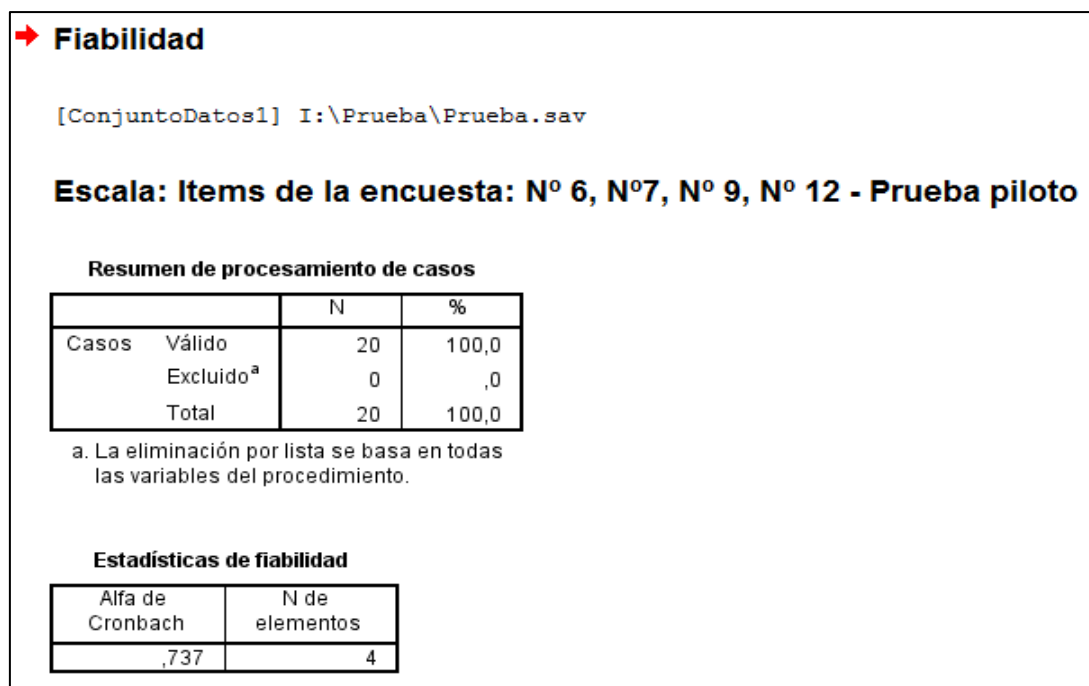 Fiabilidad
[ConjuntoDatos1] I:\Prueba\Prueba.sav
Escala: Items de la encuesta: Nº 6, Nº7, Nº 9, Nº 12 - Prueba piloto
Resumen de procesamiento de casos
N %
Casos Válido 20 100,0
Excluidoª 0 ,0
Total 20 100,0
a. La eliminación por lista se basa en todas
las variables del procedimiento.
Estadísticas de fiabilidad
Alfa de N de
Cronbach elementos
,737 4